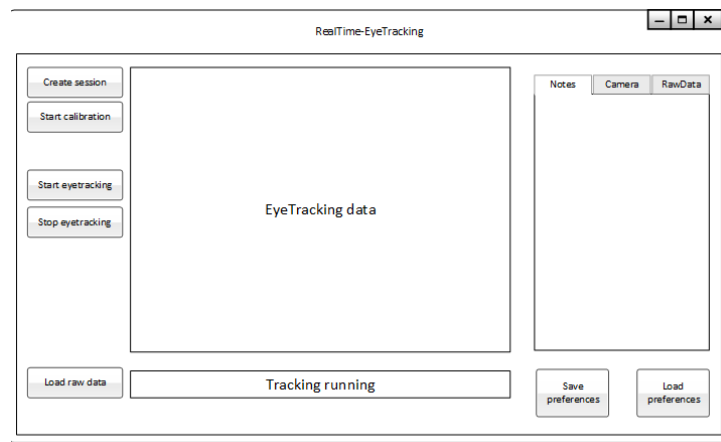 RealTime-EyeTracking
Create session
Start calibration
Start eyetracking
Stop eyetracking
Load raw data
EyeTracking data
Tracking running
Notes Camera RawData
Save
preferences
Load
preferences